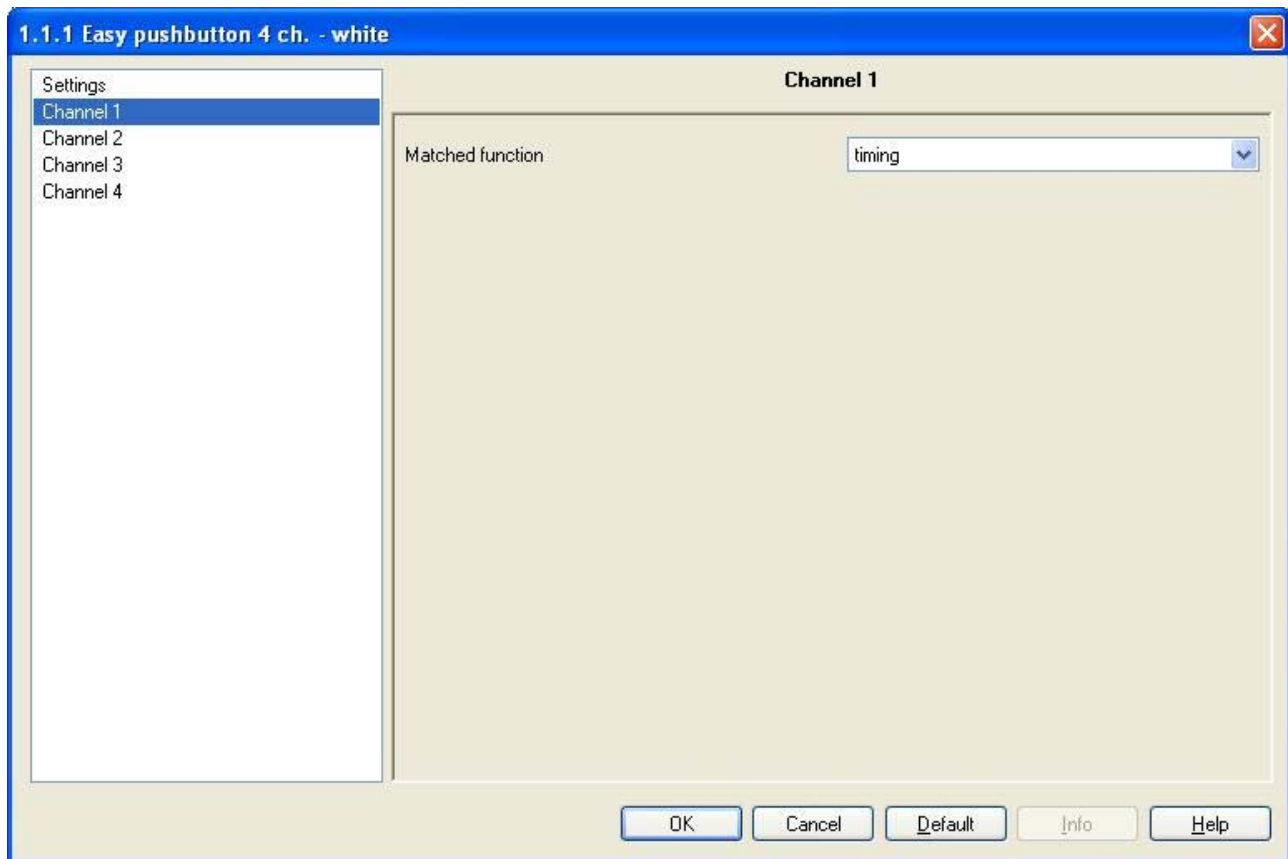 1.1.1 Easy pushbutton 4 ch. - white
Settings
Channel 1
Channel 2
Channel 3
Channel 4
Channel 1
Matched function
timing
OK
Cancel
Default
Info
Help